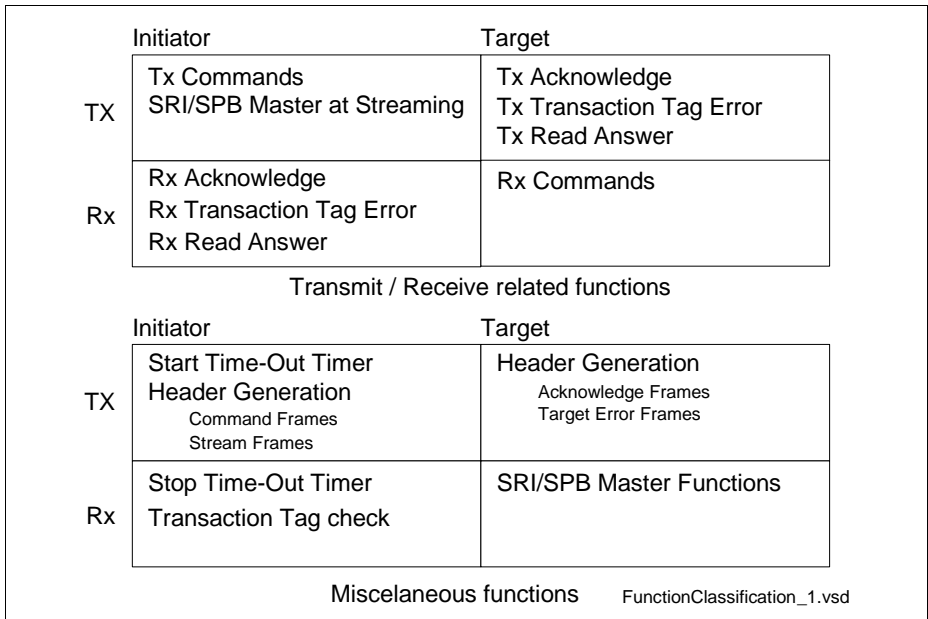 Initiator Target
TX
Tx Commands
SRI/SPB Master at Streaming
Tx Acknowledge
Tx Transaction Tag Error
Tx Read Answer
Rx
Rx Acknowledge
Rx Transaction Tag Error
Rx Read Answer
Rx Commands
Transmit / Receive related functions
Initiator Target
TX
Start Time-Out Timer
Header Generation
Command Frames
Stream Frames
Header Generation
Acknowledge Frames
Target Error Frames
Rx
Stop Time-Out Timer
Transaction Tag check
SRI/SPB Master Functions
Miscelaneous functions FunctionClassification_1.vsd